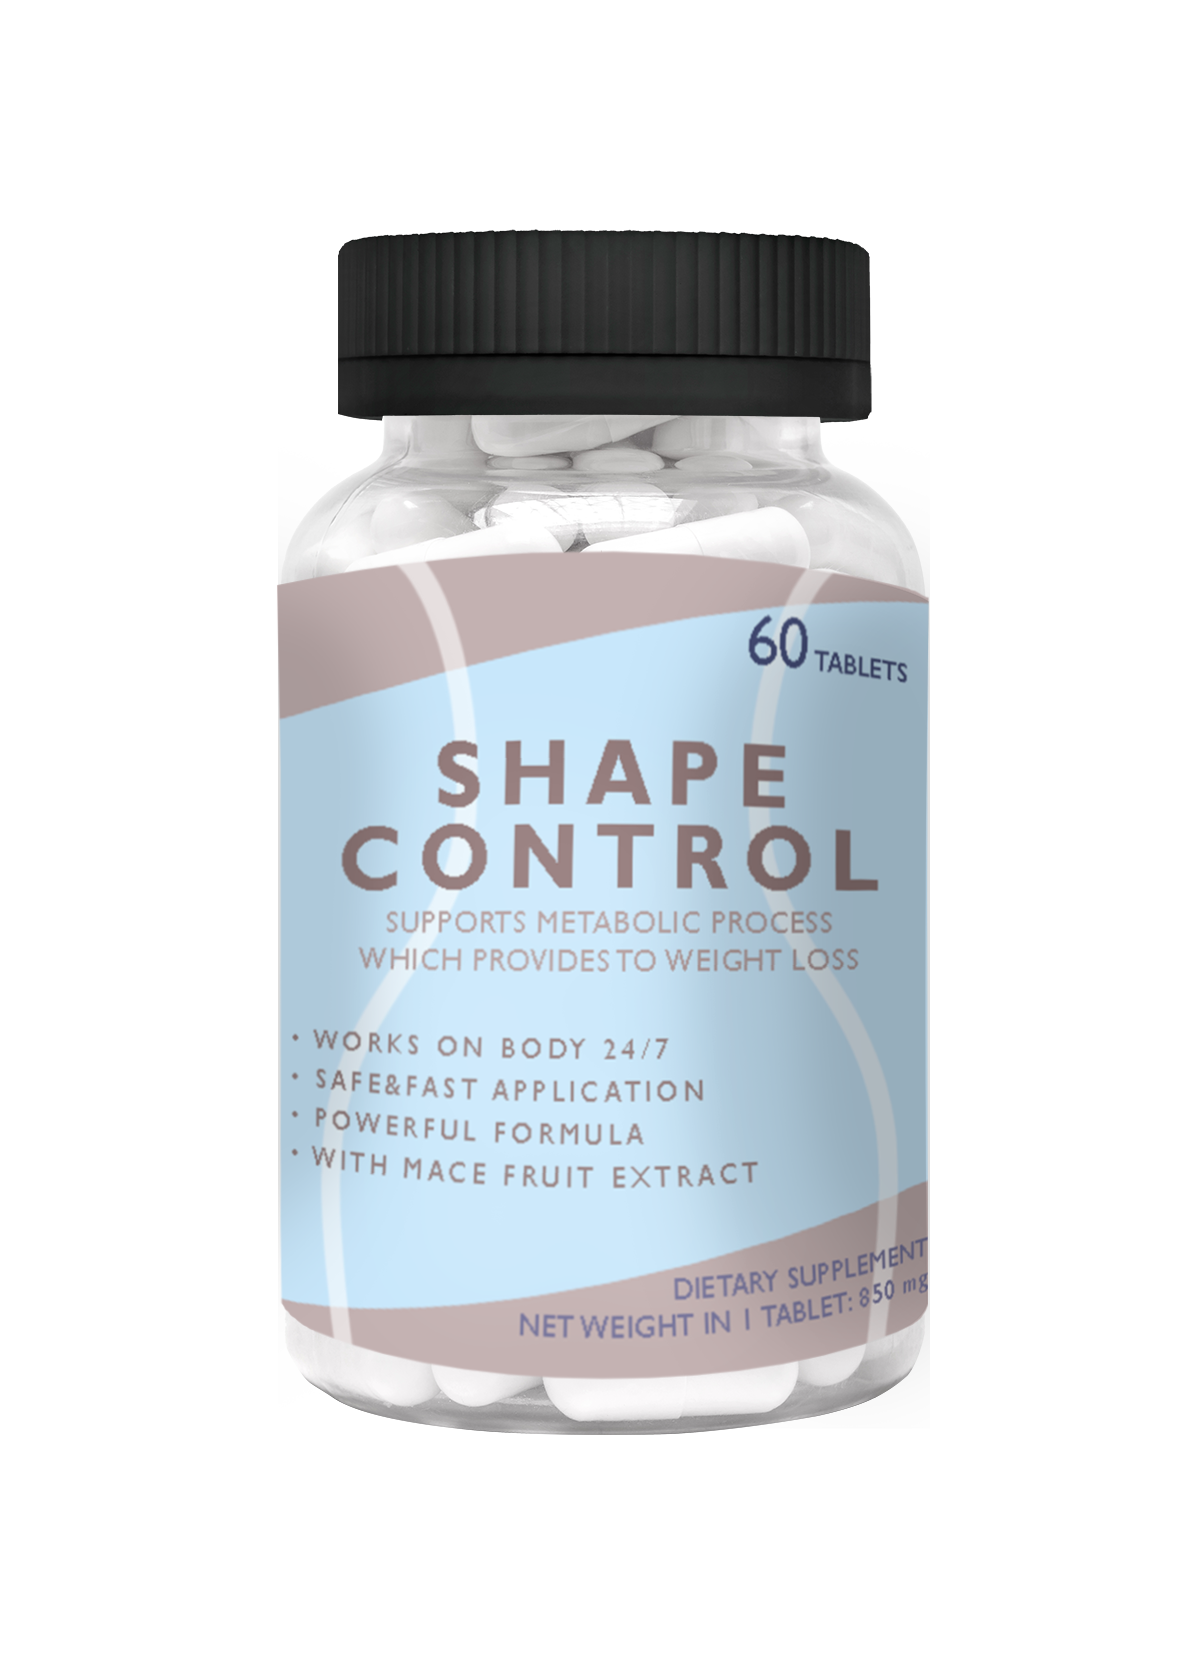 60 TABLETS
SHAPE
CONTROL
SUPPORTS METABOLIC PROCESS
WHICH PROVIDES TO WEIGHT LOSS
• WORKS ON BODY 24/7
• SAFE&FAST APPLICATION
• POWERFUL FORMULA
• WITH MACE FRUIT EXTRACT
DIETARY SUPPLEMENT
NET WEIGHT IN 1 TABLET: 850 mg